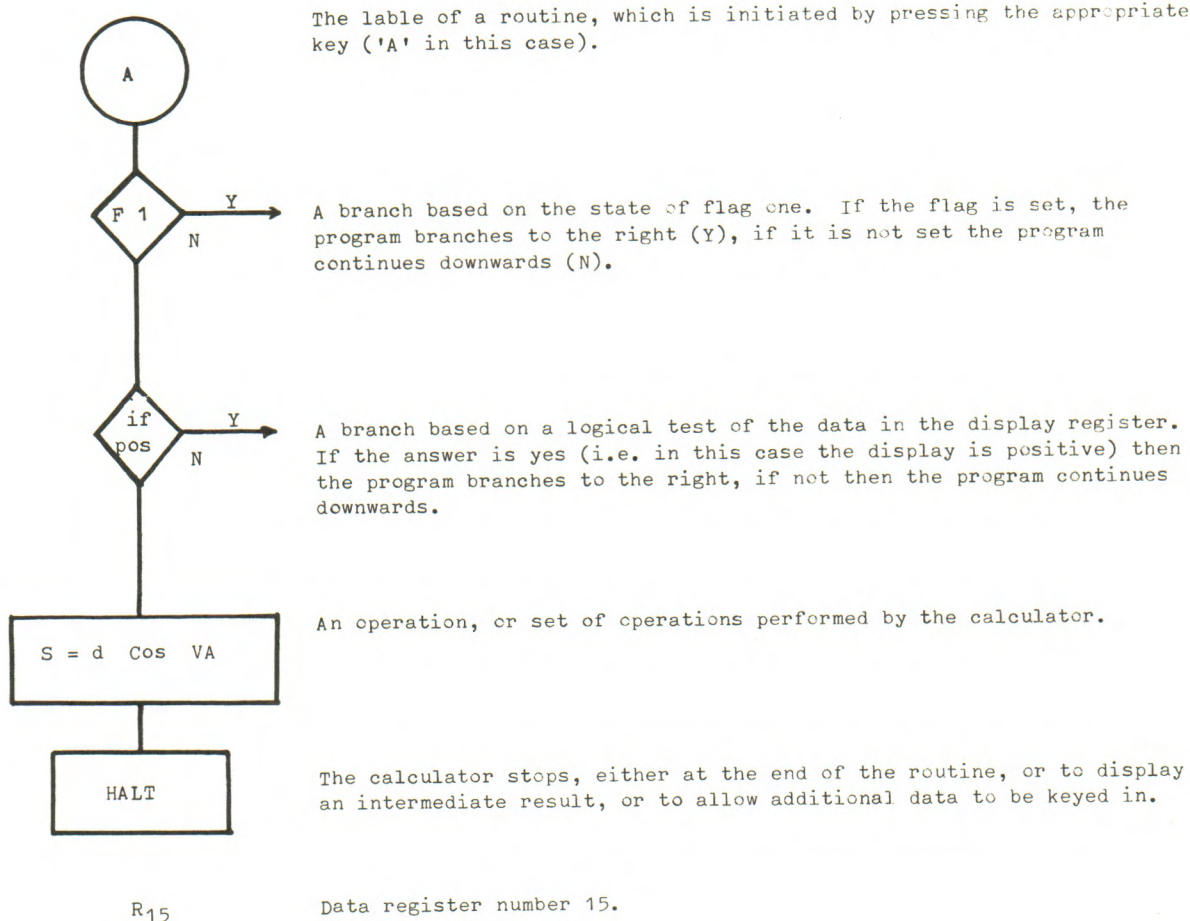 The lable of a routine, which is initiated by pressing the appropriate
key ('A' in this case).
A
F 1
Y
N
A branch based on the state of flag one. If the flag is set, the
program branches to the right (Y), if it is not set the program
continues downwards (N).
if
pos
Y
N
A branch based on a logical test of the data in the display register.
If the answer is yes (i.e. in this case the display is positive) then
the program branches to the right, if not then the program continues
downwards.
An operation, or set of operations performed by the calculator.
S = d Cos VA
HALT
The calculator stops, either at the end of the routine, or to display
an intermediate result, or to allow additional data to be keyed in.
R15 Data register number 15.